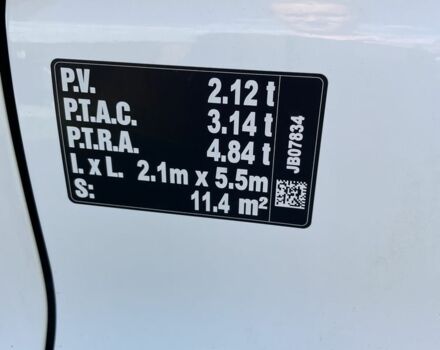 P.V. 2.12 t
P.T.A.C. 3.14 t
P.T.R.A. 4.84 t
l. x L. 2.1m x 5.5m
S: 11.4 m²
JB07834